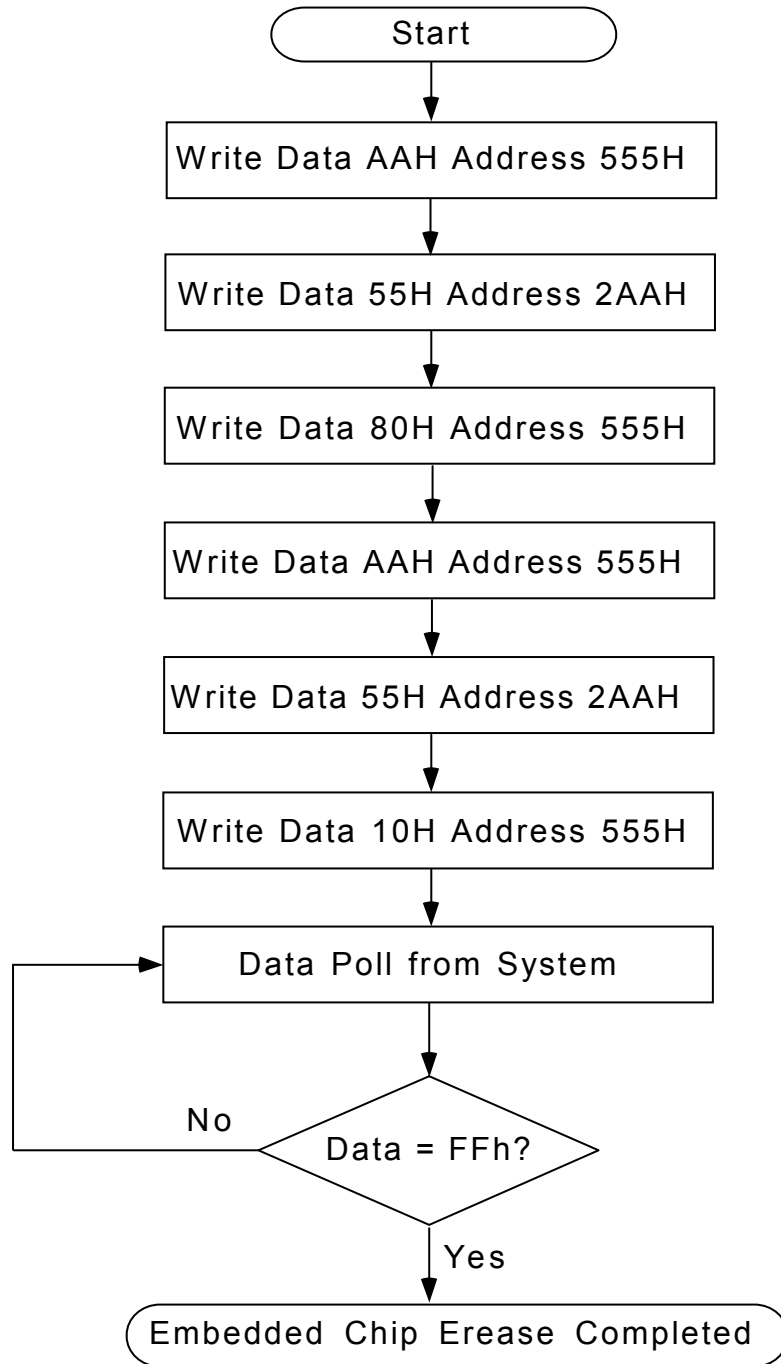 Start
Write Data AAH Address 555H
Write Data 55H Address 2AAH
Write Data 80H Address 555H
Write Data AAH Address 555H
Write Data 55H Address 2AAH
Write Data 10H Address 555H
Data Poll from System
No
Data = FFh?
Yes
Embedded Chip Erease Completed